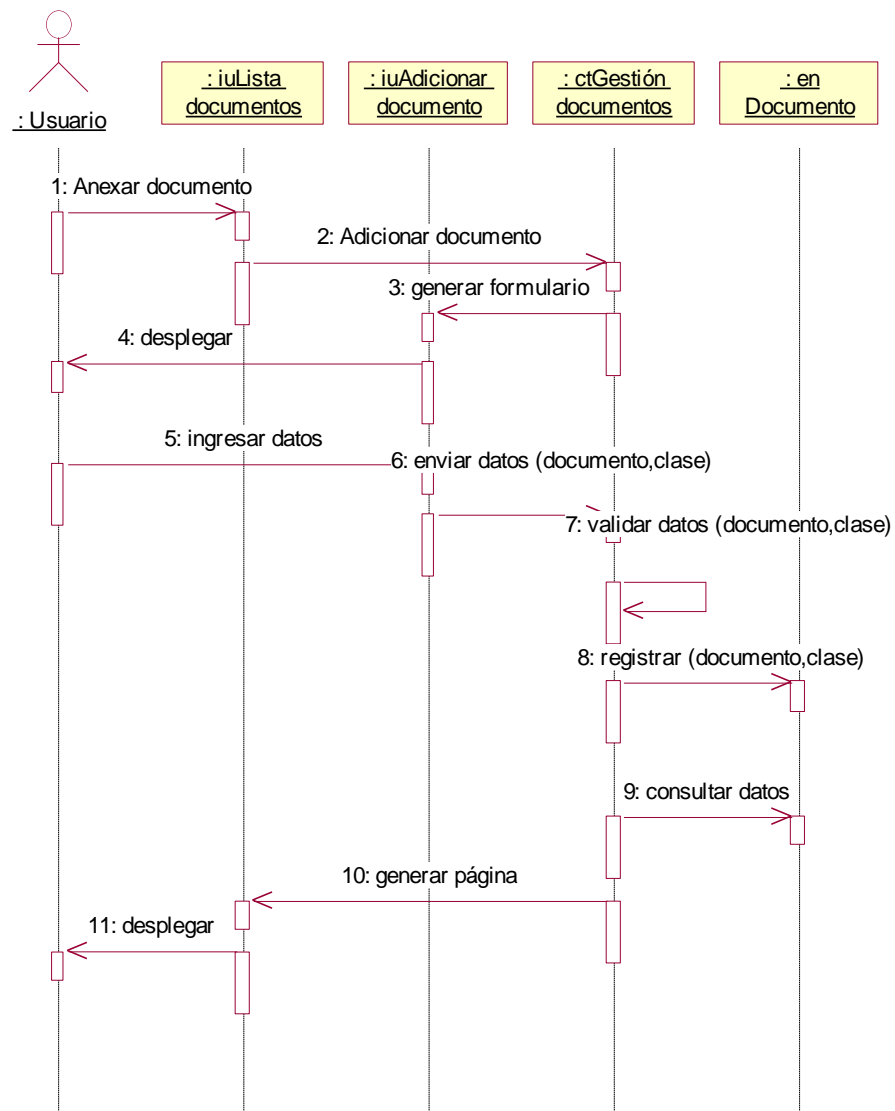 : Usuario
: iuLista
documentos
: iuAdicionar
documento
: ctGestión
documentos
: en
Documento
1: Anexar documento
2: Adicionar documento
3: generar formulario
4: desplegar
5: ingresar datos
6: enviar datos (documento,clase)
7: validar datos (documento,clase)
8: registrar (documento,clase)
9: consultar datos
10: generar página
11: desplegar